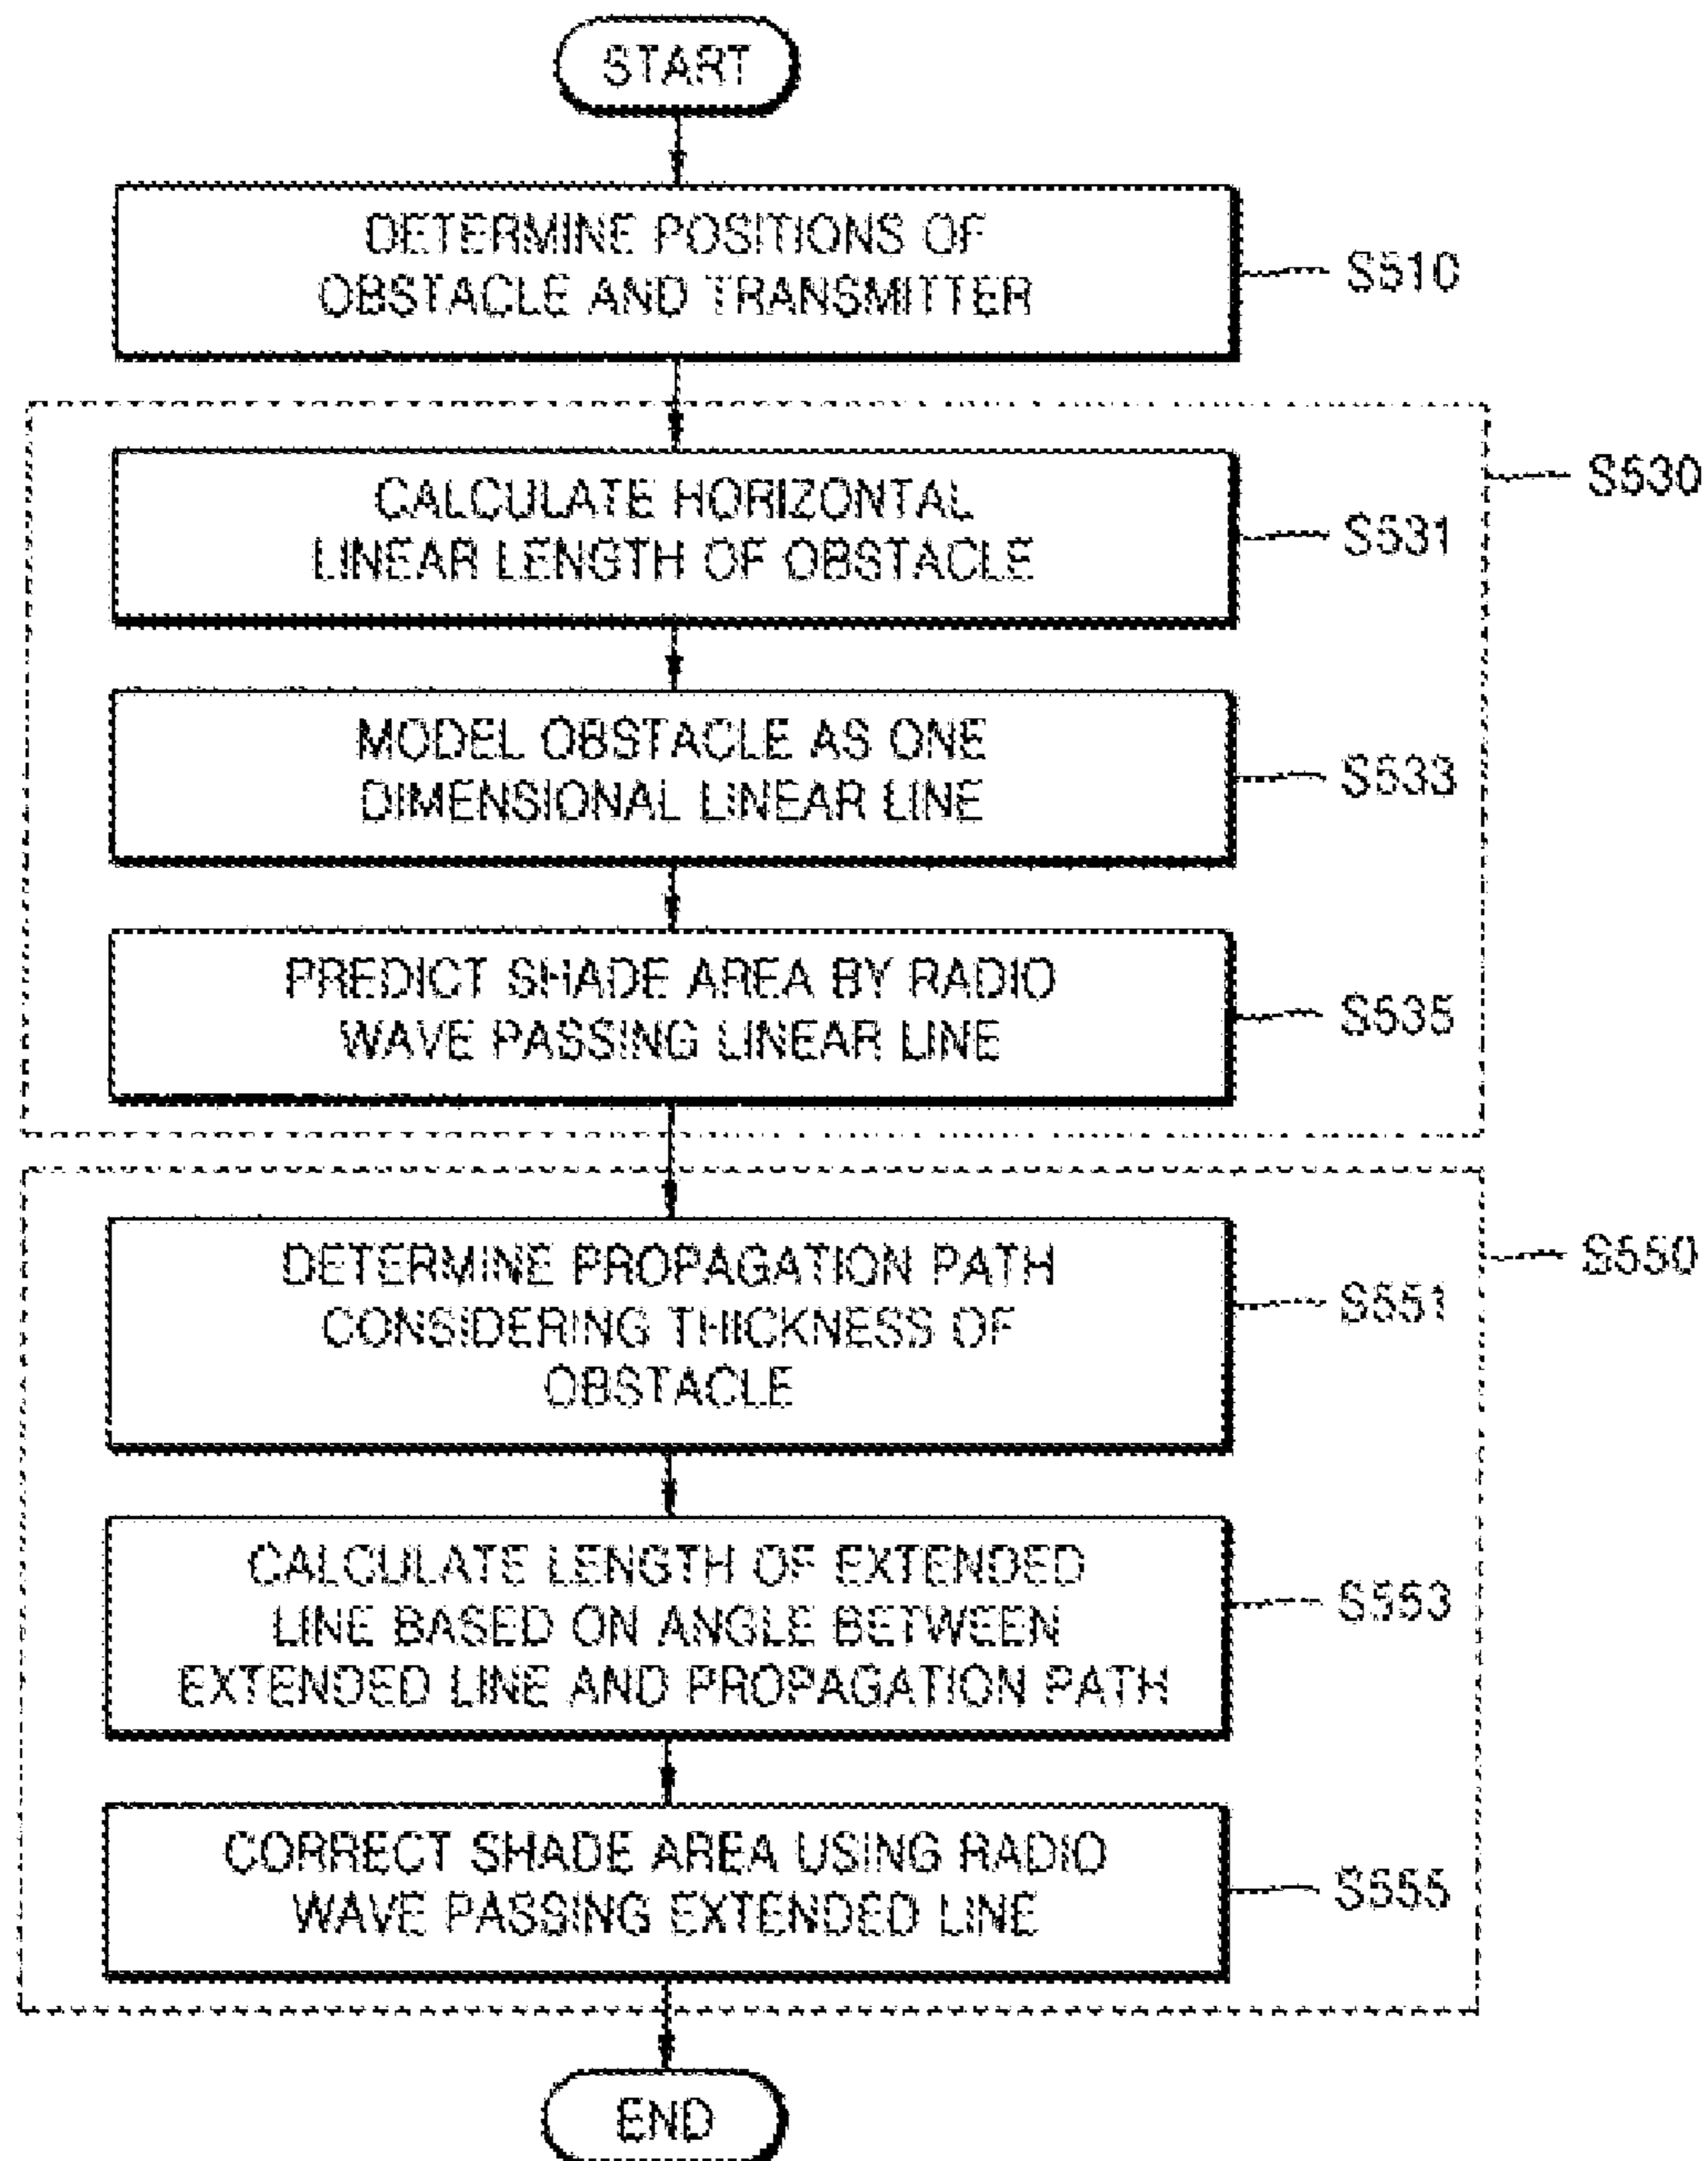 START
DETERMINE POSITIONS OF
OBSTACLE AND TRANSMITTER
S510
S530
CALCULATE HORIZONTAL
LINEAR LENGTH OF OBSTACLE
S531
MODEL OBSTACLE AS ONE
DIMENSIONAL LINEAR LINE
S533
PREDICT SHADE AREA BY RADIO
WAVE PASSING LINEAR LINE
S535
S550
DETERMINE PROPAGATION PATH
CONSIDERING THICKNESS OF
OBSTACLE
S551
CALCULATE LENGTH OF EXTENDED
LINE BASED ON ANGLE BETWEEN
EXTENDED LINE AND PROPAGATION PATH
S553
CORRECT SHADE AREA USING RADIO
WAVE PASSING EXTENDED LINE
S555
END